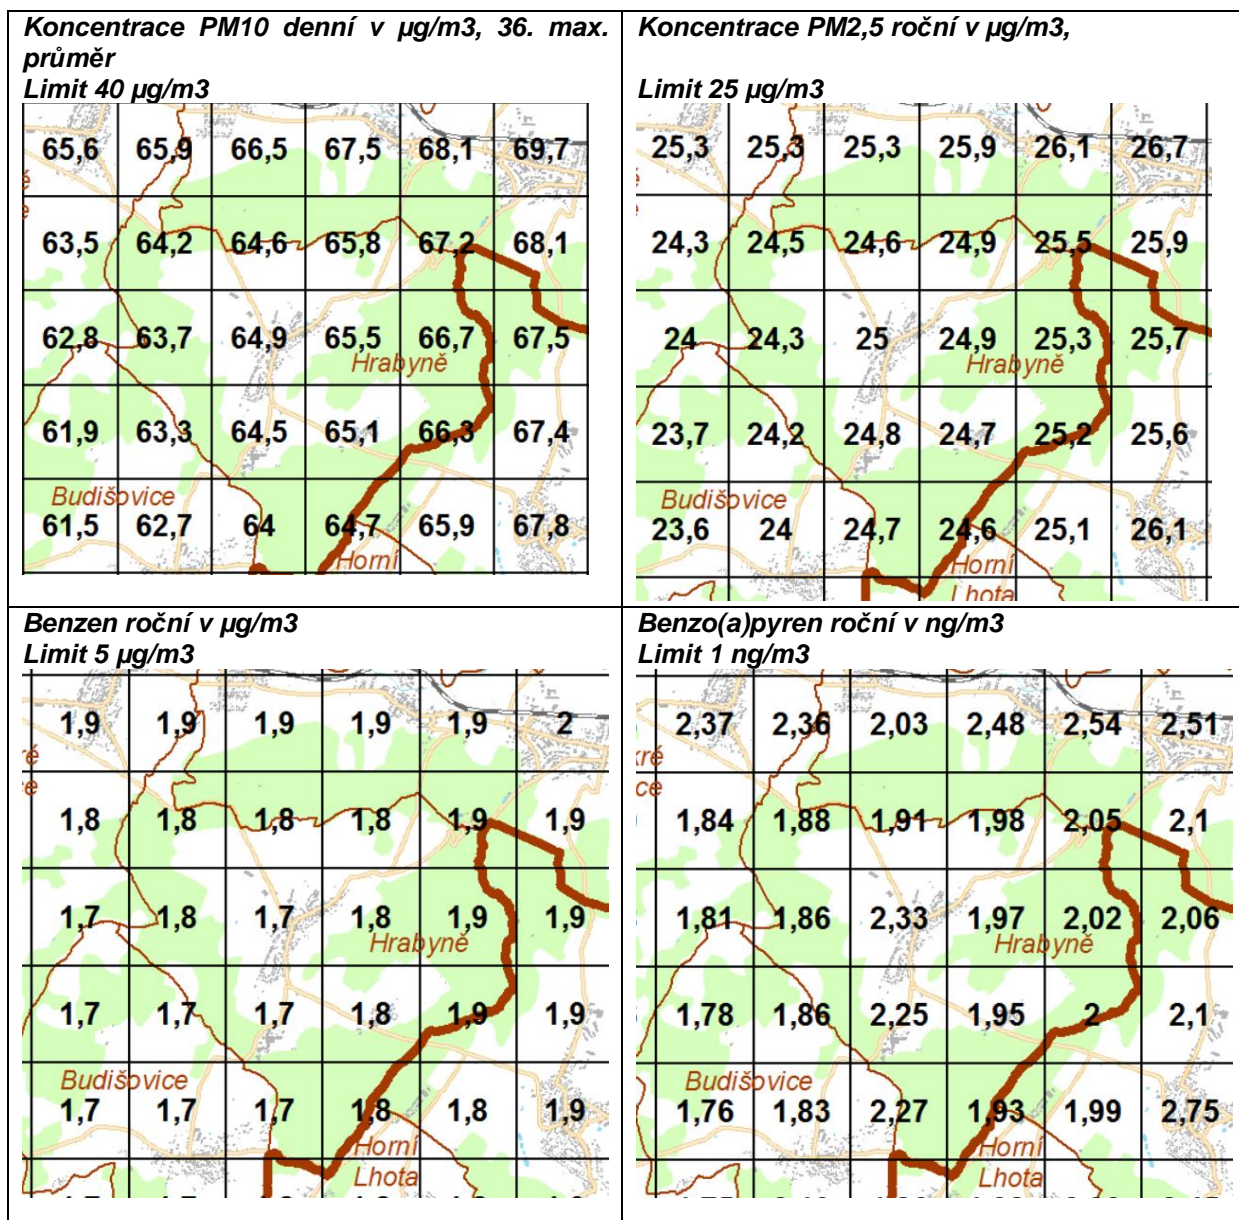 Koncentrace PM10 denní v µg/m3, 36. max.
průměr
Limit 40 µg/m3
65,6 65,9 66,5 67,5 68,1 69,7
63,5 64,2 64,6 65,8 67,2 68,1
62,8 63,7 64,9 65,5 66,7 67,5
Hrabyně
61,9 63,3 64,5 65,1 66,3 67,4
Budišovice
61,5 62,7 64 64,7 65,9 67,8
Horní
Koncentrace PM2,5 roční v µg/m3,
Limit 25 µg/m3
25,3 25,3 25,3 25,9 26,1 26,7
24,3 24,5 24,6 24,9 25,5 25,9
24 24,3 25 24,9 25,3 25,7
Hrabyně
23,7 24,2 24,8 24,7 25,2 25,6
Budišovice
23,6 24 24,7 24,6 25,1 26,1
Horní
Lhota
Benzen roční v µg/m3
Limit 5 µg/m3
1,9 1,9 1,9 1,9 1,9 2
1,8 1,8 1,8 1,8 1,9 1,9
1,7 1,8 1,7 1,8 1,9 1,9
Hrabyně
1,7 1,7 1,7 1,8 1,9 1,9
Budišovice
1,7 1,7 1,7 1,8 1,8 1,9
Horní
Lhota
Benzo(a)pyren roční v ng/m3
Limit 1 ng/m3
2,37 2,36 2,03 2,48 2,54 2,51
1,84 1,88 1,91 1,98 2,05 2,1
1,81 1,86 2,33 1,97 2,02 2,06
Hrabyně
1,78 1,86 2,25 1,95 2 2,1
Budišovice
1,76 1,83 2,27 1,93 1,99 2,75
Horní
Lhota